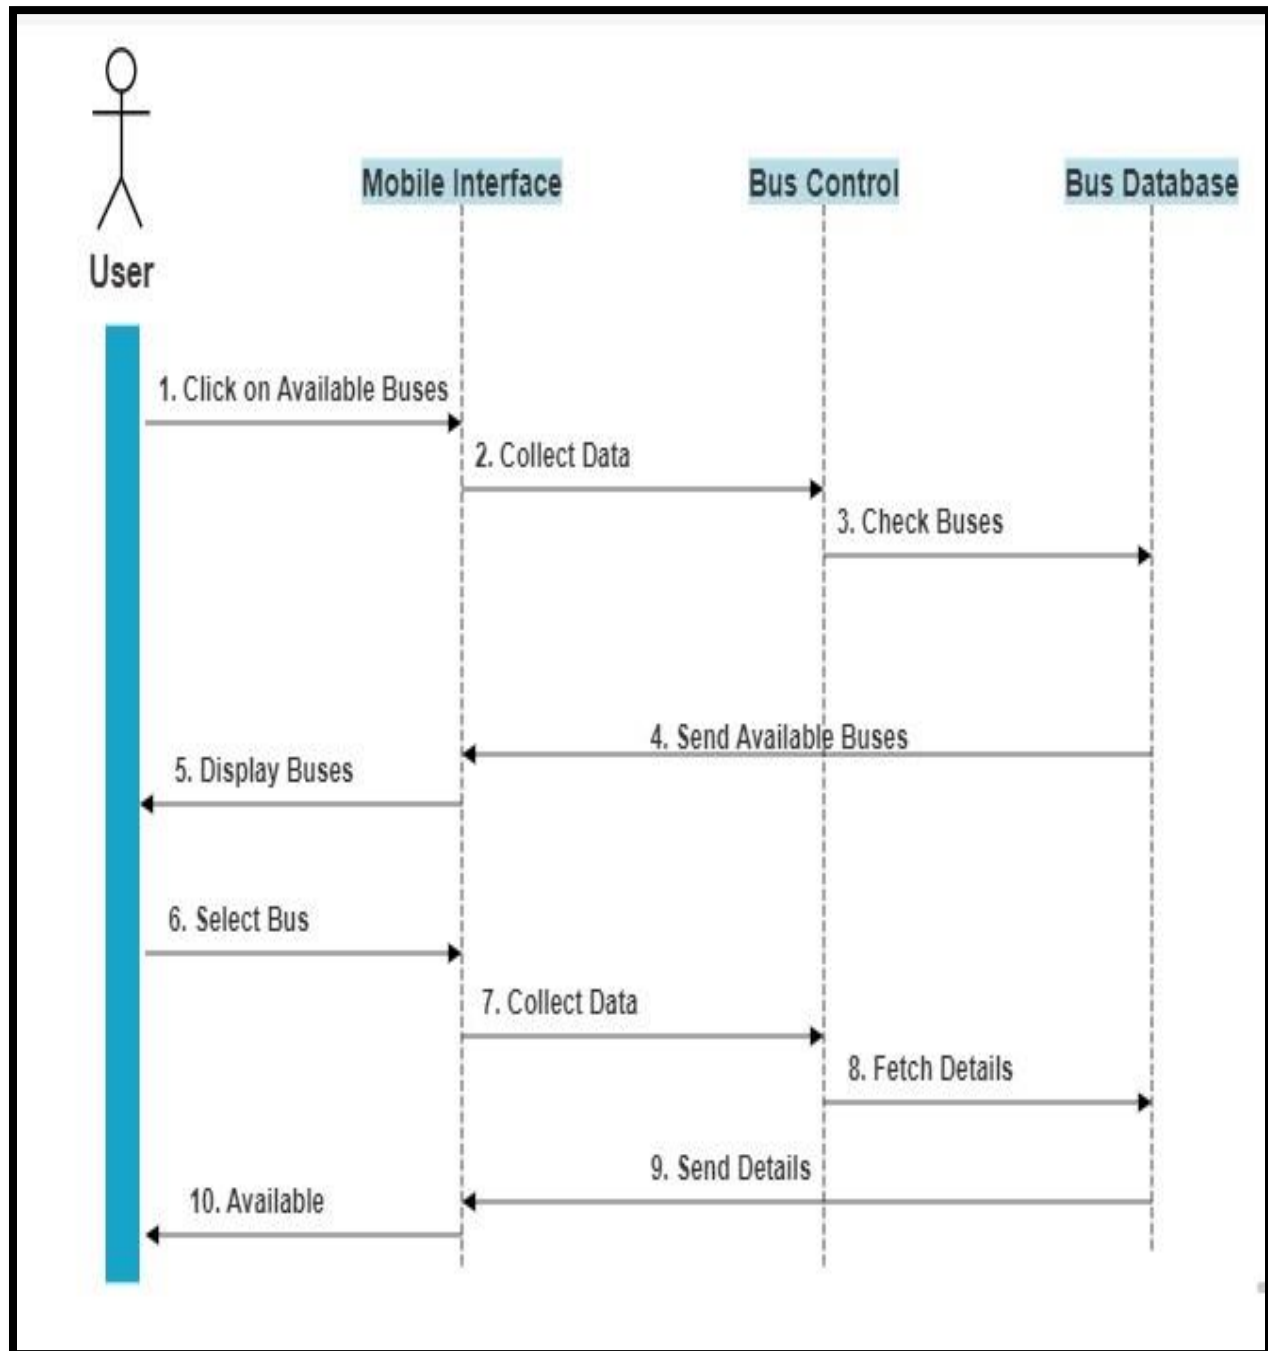 Mobile Interface
Bus Control
Bus Database
User
1. Click on Available Buses
2. Collect Data
3. Check Buses
4. Send Available Buses
5. Display Buses
6. Select Bus
7. Collect Data
8. Fetch Details
9. Send Details
10. Available